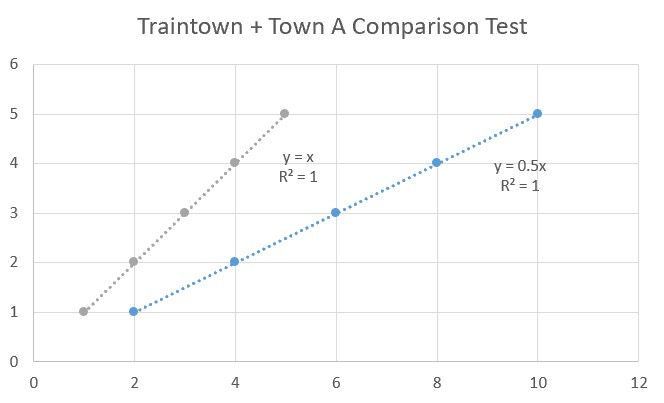 Traintown + Town A Comparison Test
6
5
4
3
2
1
0
y = x
R² = 1
y = 0.5x
R² = 1
0 2 4 6 8 10 12